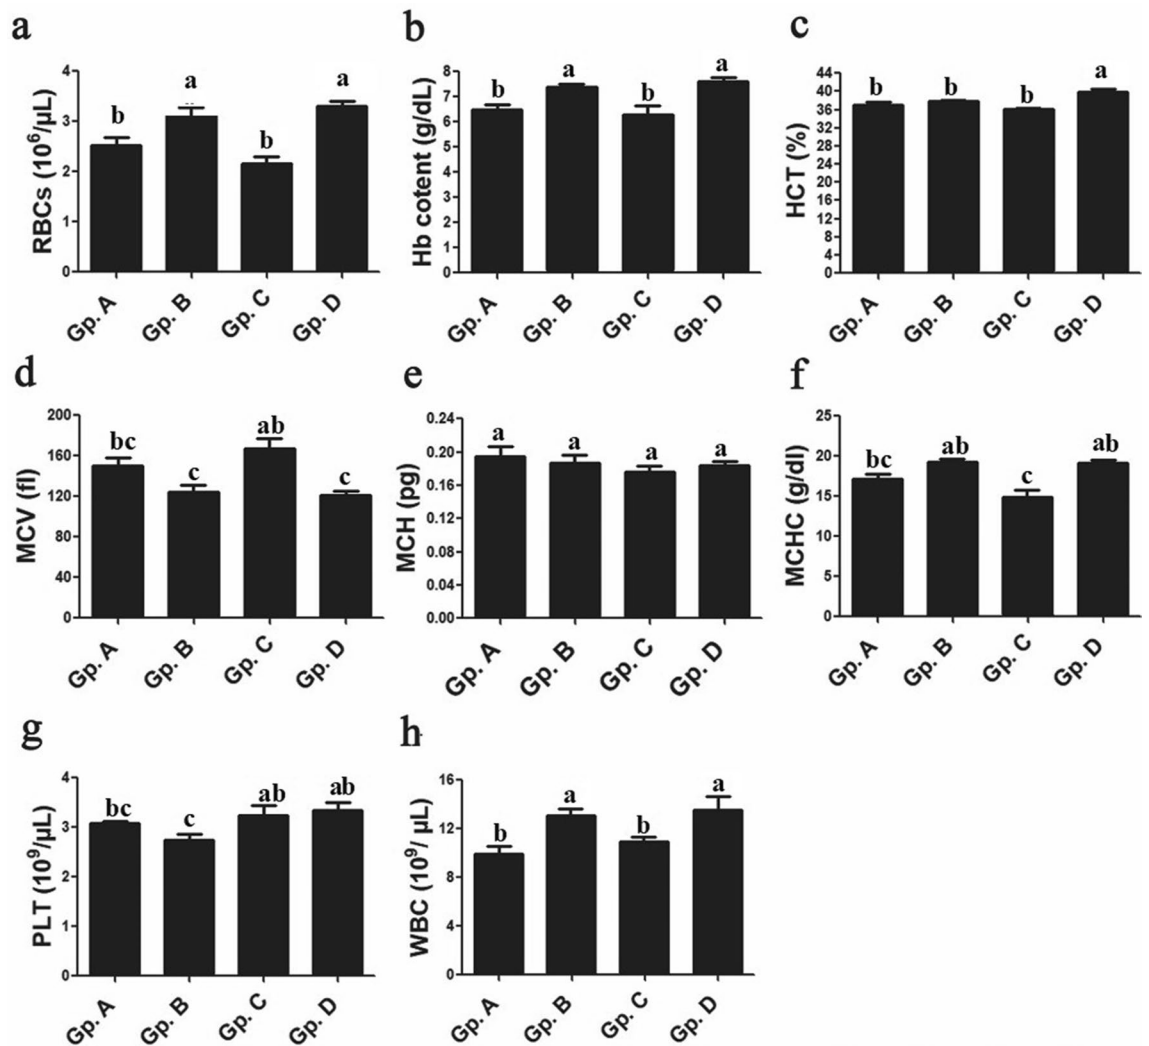 a
RBCs (10⁶/µL)
4
3
2
1
0
b
a
b
a
Gp. A
Gp. B
Gp. C
Gp. D
b
Hb cotent (g/dL)
8
7
6
5
4
3
2
1
0
b
a
b
a
Gp. A
Gp. B
Gp. C
Gp. D
c
HCT (%)
44
40
36
32
28
24
20
16
12
8
4
0
b
b
b
a
Gp. A
Gp. B
Gp. C
Gp. D
d
MCV (fl)
200
160
120
80
40
0
bc
c
ab
c
Gp. A
Gp. B
Gp. C
Gp. D
e
MCH (pg)
0.24
0.20
0.16
0.12
0.08
0.04
0.00
a
a
a
a
Gp. A
Gp. B
Gp. C
Gp. D
f
MCHC (g/dl)
25
20
15
10
5
0
bc
ab
c
ab
Gp. A
Gp. B
Gp. C
Gp. D
g
PLT (10⁹/µL)
4
3
2
1
0
bc
c
ab
ab
Gp. A
Gp. B
Gp. C
Gp. D
h
WBC (10⁹/ µL)
16
12
8
4
0
b
a
b
a
Gp. A
Gp. B
Gp. C
Gp. D